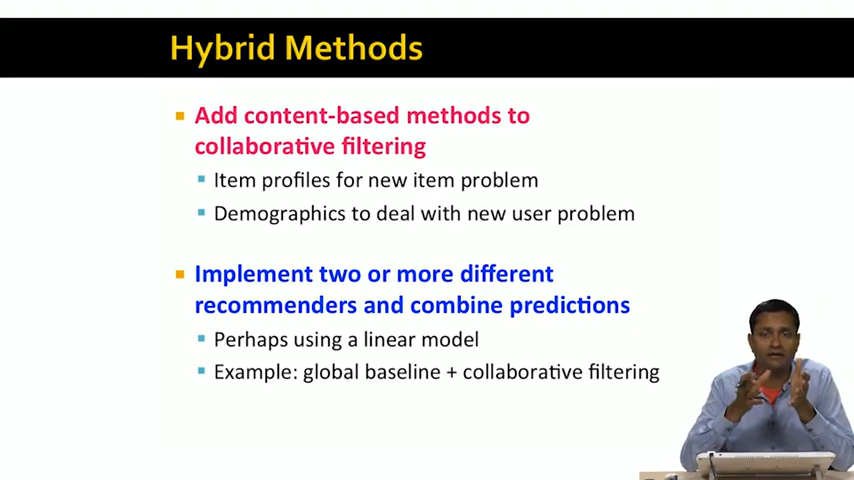 Hybrid Methods
Add content-based methods to
collaborative filtering
Item profiles for new item problem
Demographics to deal with new user problem
Implement two or more different
recommenders and combine predictions
Perhaps using a linear model
Example: global baseline + collaborative filtering